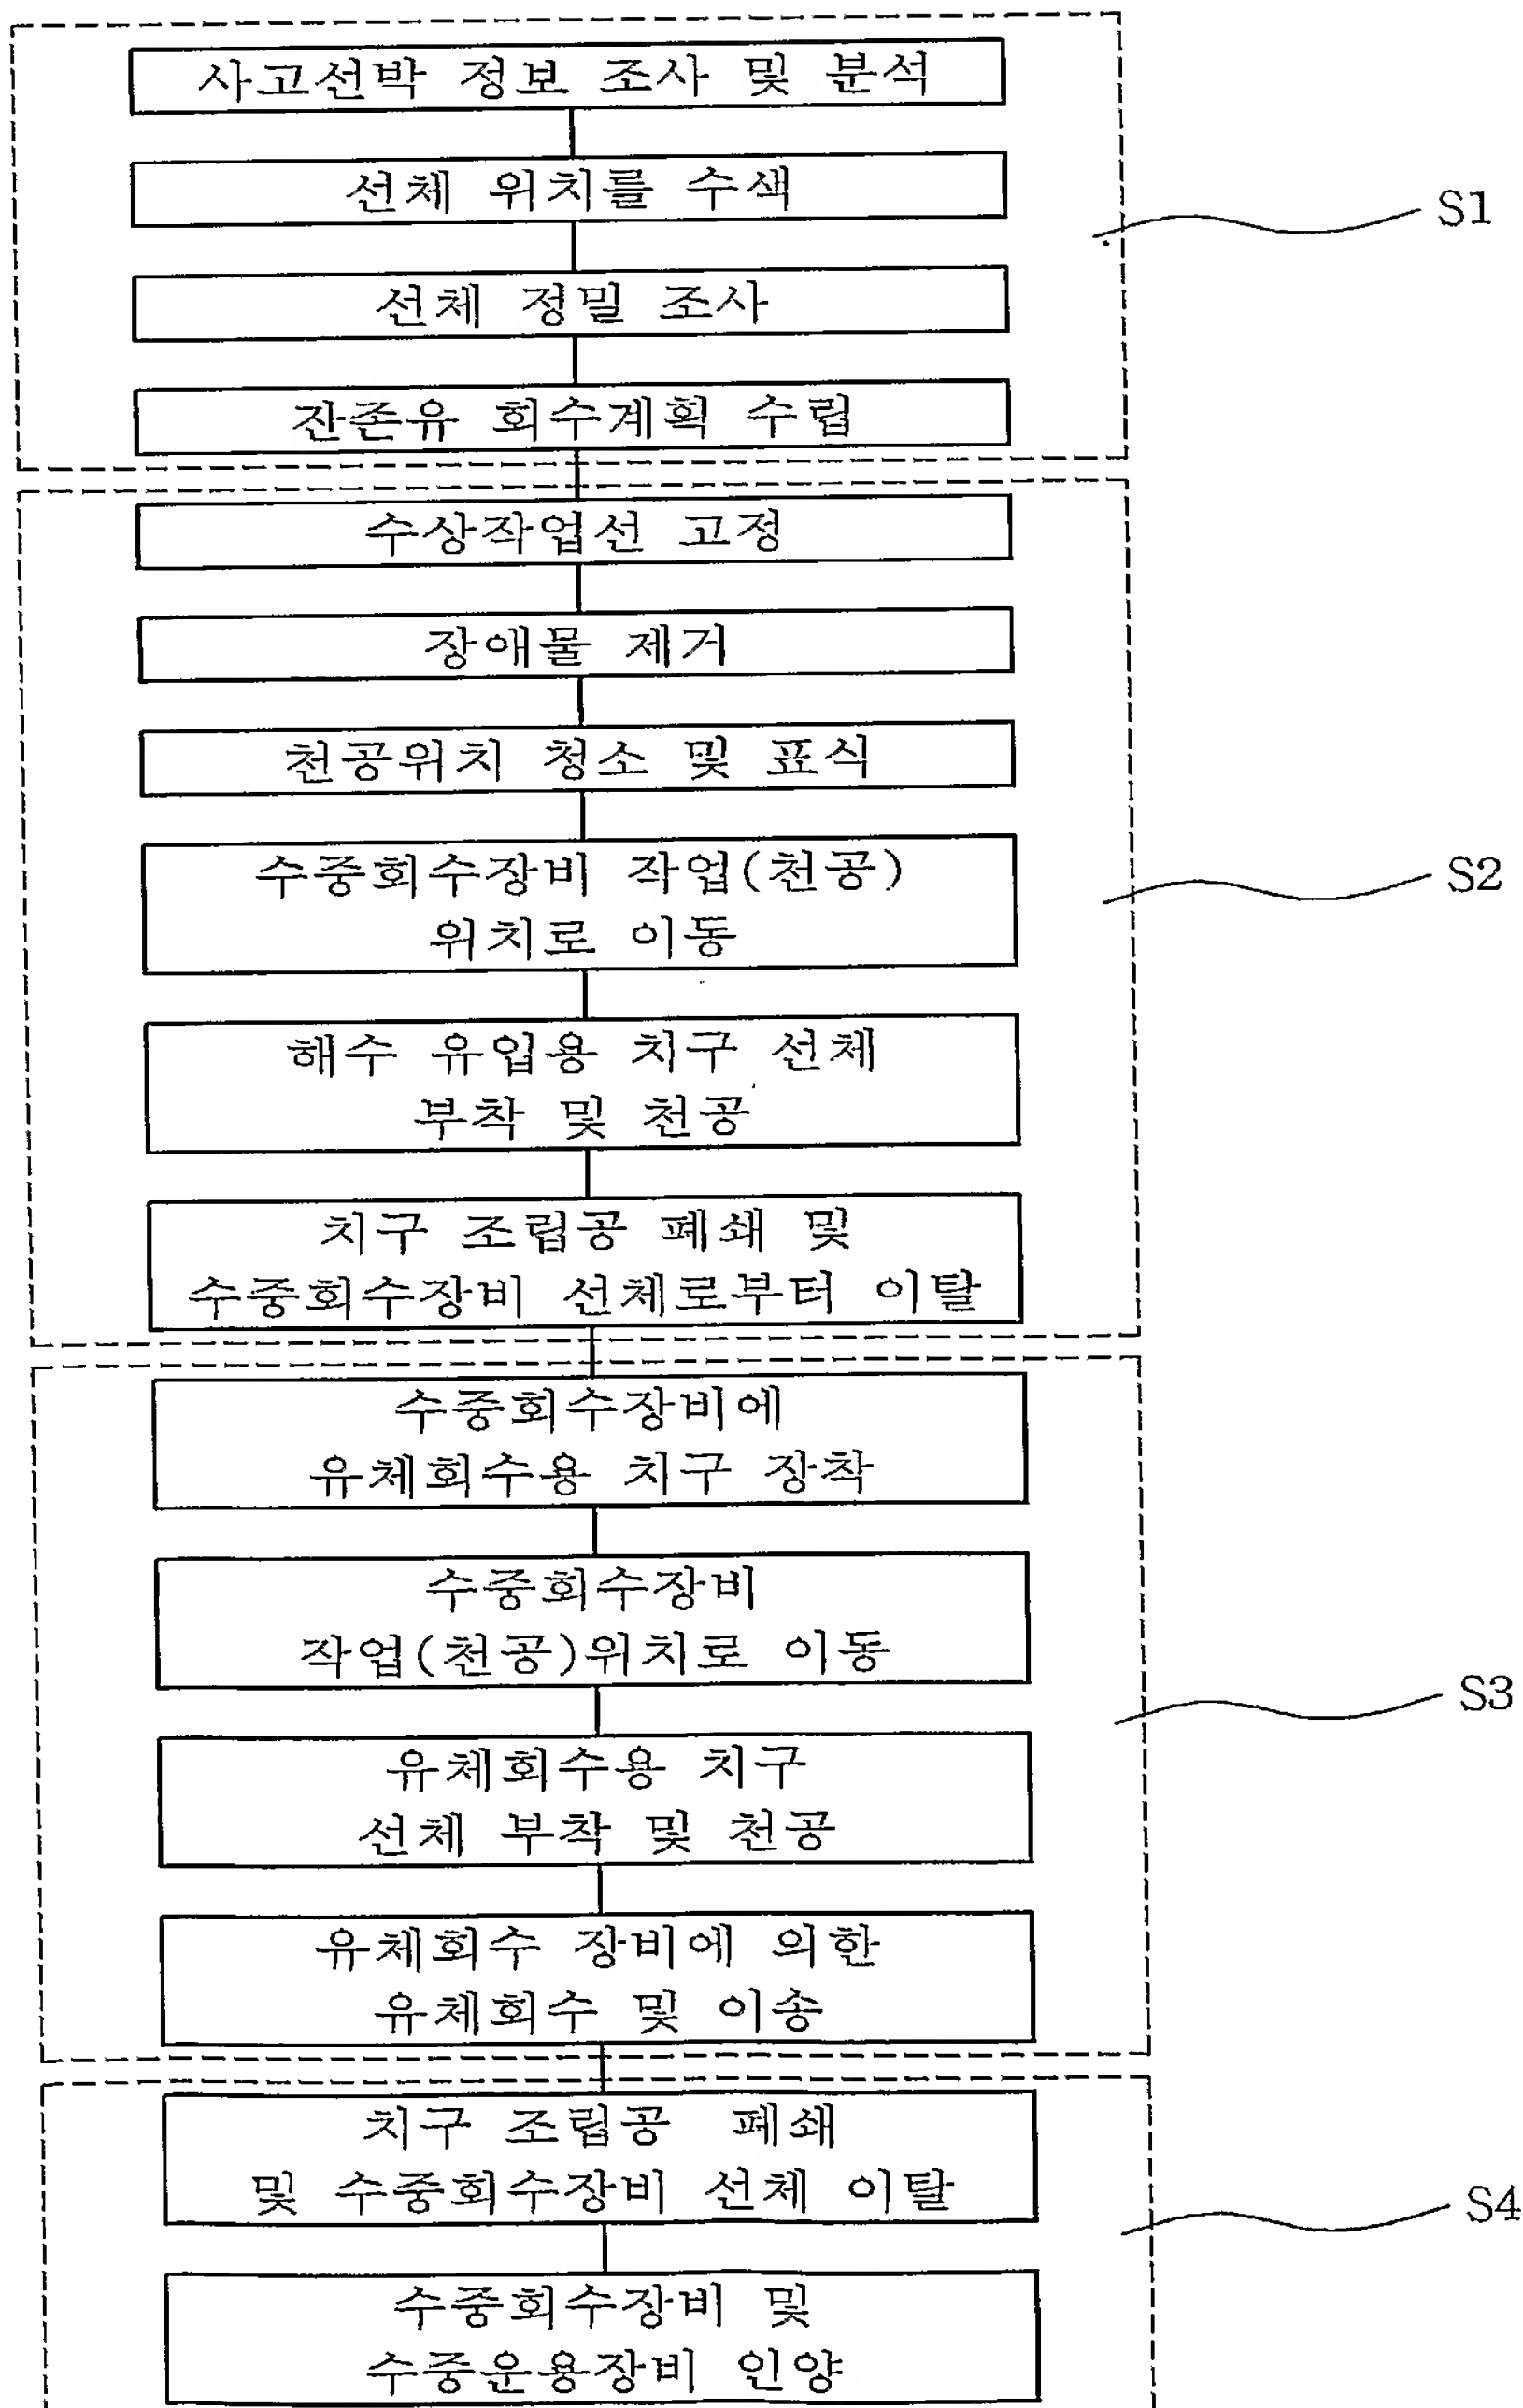 사고선박 정보 조사 및 분석
선체 위치를 수색
S1
선체 정밀 조사
잔존유 회수계획 수립
수상작업선 고정
장애물 제거
천공위치 청소 및 표식
수중회수장비 작업(천공)
위치로 이동
S2
해수 유입용 치구 선체
부착 및 천공
치구 조립공 폐쇄 및
수중회수장비 선체로부터 이탈
수중회수장비에
유체회수용 치구 장착
수중회수장비
작업(천공)위치로 이동
S3
유체회수용 치구
선체 부착 및 천공
유체회수 장비에 의한
유체회수 및 이송
치구 조립공 폐쇄
및 수중회수장비 선체 이탈
S4
수중회수장비 및
수중운용장비 인양